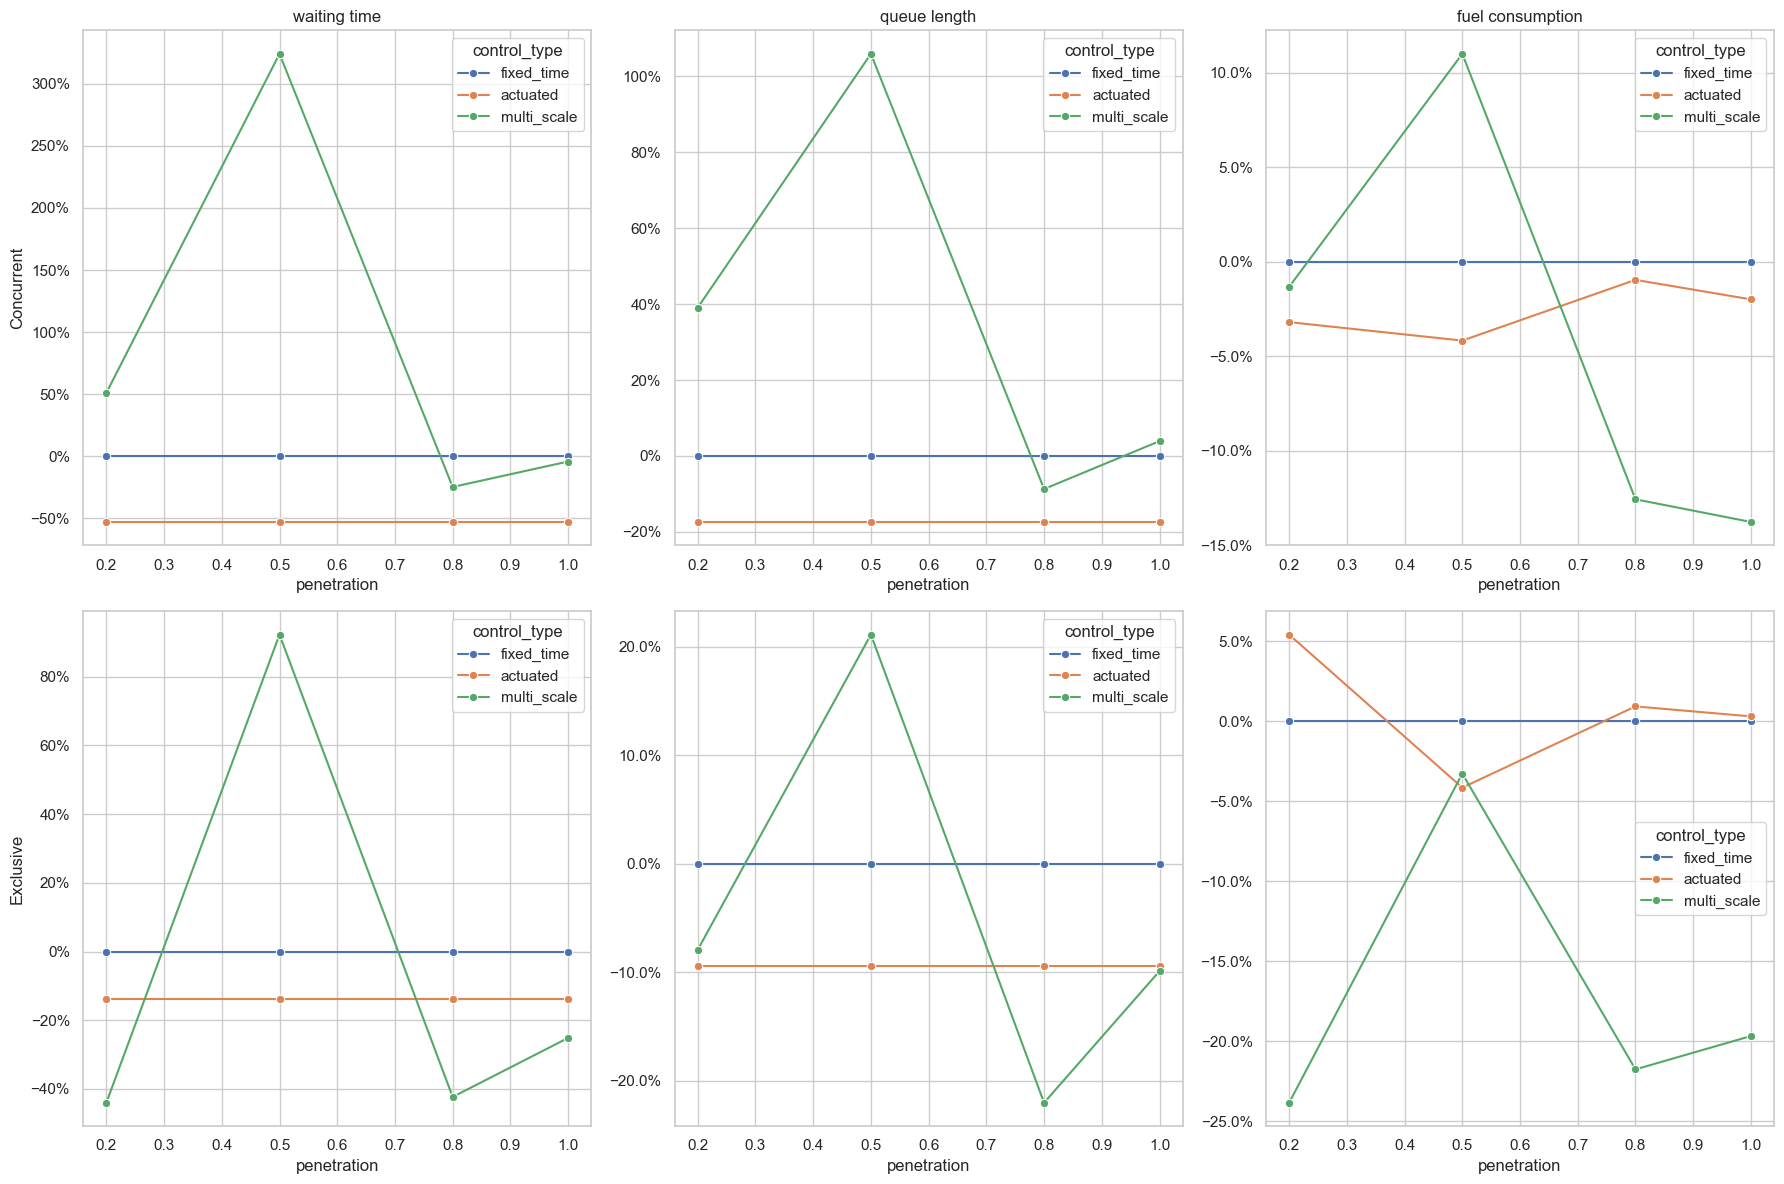 waiting time
control_type
fixed_time
actuated
multi_scale
300%
250%
200%
150%
100%
50%
0%
−50%
Concurrent
0.2 0.3 0.4 0.5 0.6 0.7 0.8 0.9 1.0
penetration
queue length
control_type
fixed_time
actuated
multi_scale
100%
80%
60%
40%
20%
0%
−20%
0.2 0.3 0.4 0.5 0.6 0.7 0.8 0.9 1.0
penetration
fuel consumption
control_type
fixed_time
actuated
multi_scale
10.0%
5.0%
0.0%
−5.0%
−10.0%
−15.0%
0.2 0.3 0.4 0.5 0.6 0.7 0.8 0.9 1.0
penetration
control_type
fixed_time
actuated
multi_scale
80%
60%
40%
20%
0%
−20%
−40%
Exclusive
0.2 0.3 0.4 0.5 0.6 0.7 0.8 0.9 1.0
penetration
control_type
fixed_time
actuated
multi_scale
20.0%
10.0%
0.0%
−10.0%
−20.0%
0.2 0.3 0.4 0.5 0.6 0.7 0.8 0.9 1.0
penetration
5.0%
0.0%
−5.0%
−10.0%
−15.0%
−20.0%
−25.0%
control_type
fixed_time
actuated
multi_scale
0.2 0.3 0.4 0.5 0.6 0.7 0.8 0.9 1.0
penetration